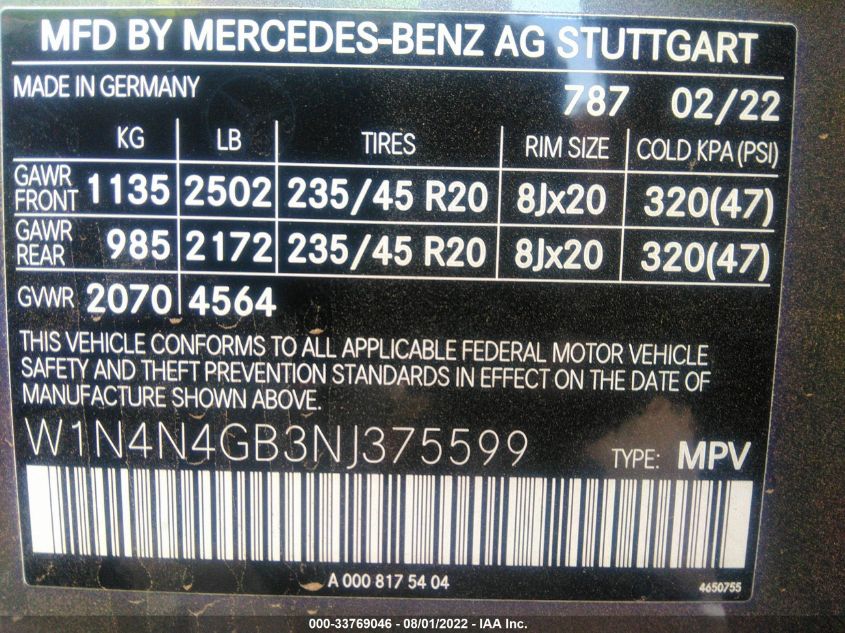 MFD BY MERCEDES-BENZ AG STUTTGART
MADE IN GERMANY 787 02/22
KG LB TIRES RIM SIZE COLD KPA (PSI)
GAWR FRONT 1135 2502 235/45 R20 8Jx20 320(47)
GAWR REAR 985 2172 235/45 R20 8Jx20 320(47)
GVWR 2070 4564
THIS VEHICLE CONFORMS TO ALL APPLICABLE FEDERAL MOTOR VEHICLE
SAFETY AND THEFT PREVENTION STANDARDS IN EFFECT ON THE DATE OF
MANUFACTURE SHOWN ABOVE.
W1N4N4GB3NJ375599 TYPE: MPV
A 000 817 54 04 4650755
000-33769046 - 08/01/2022 - IAA Inc.